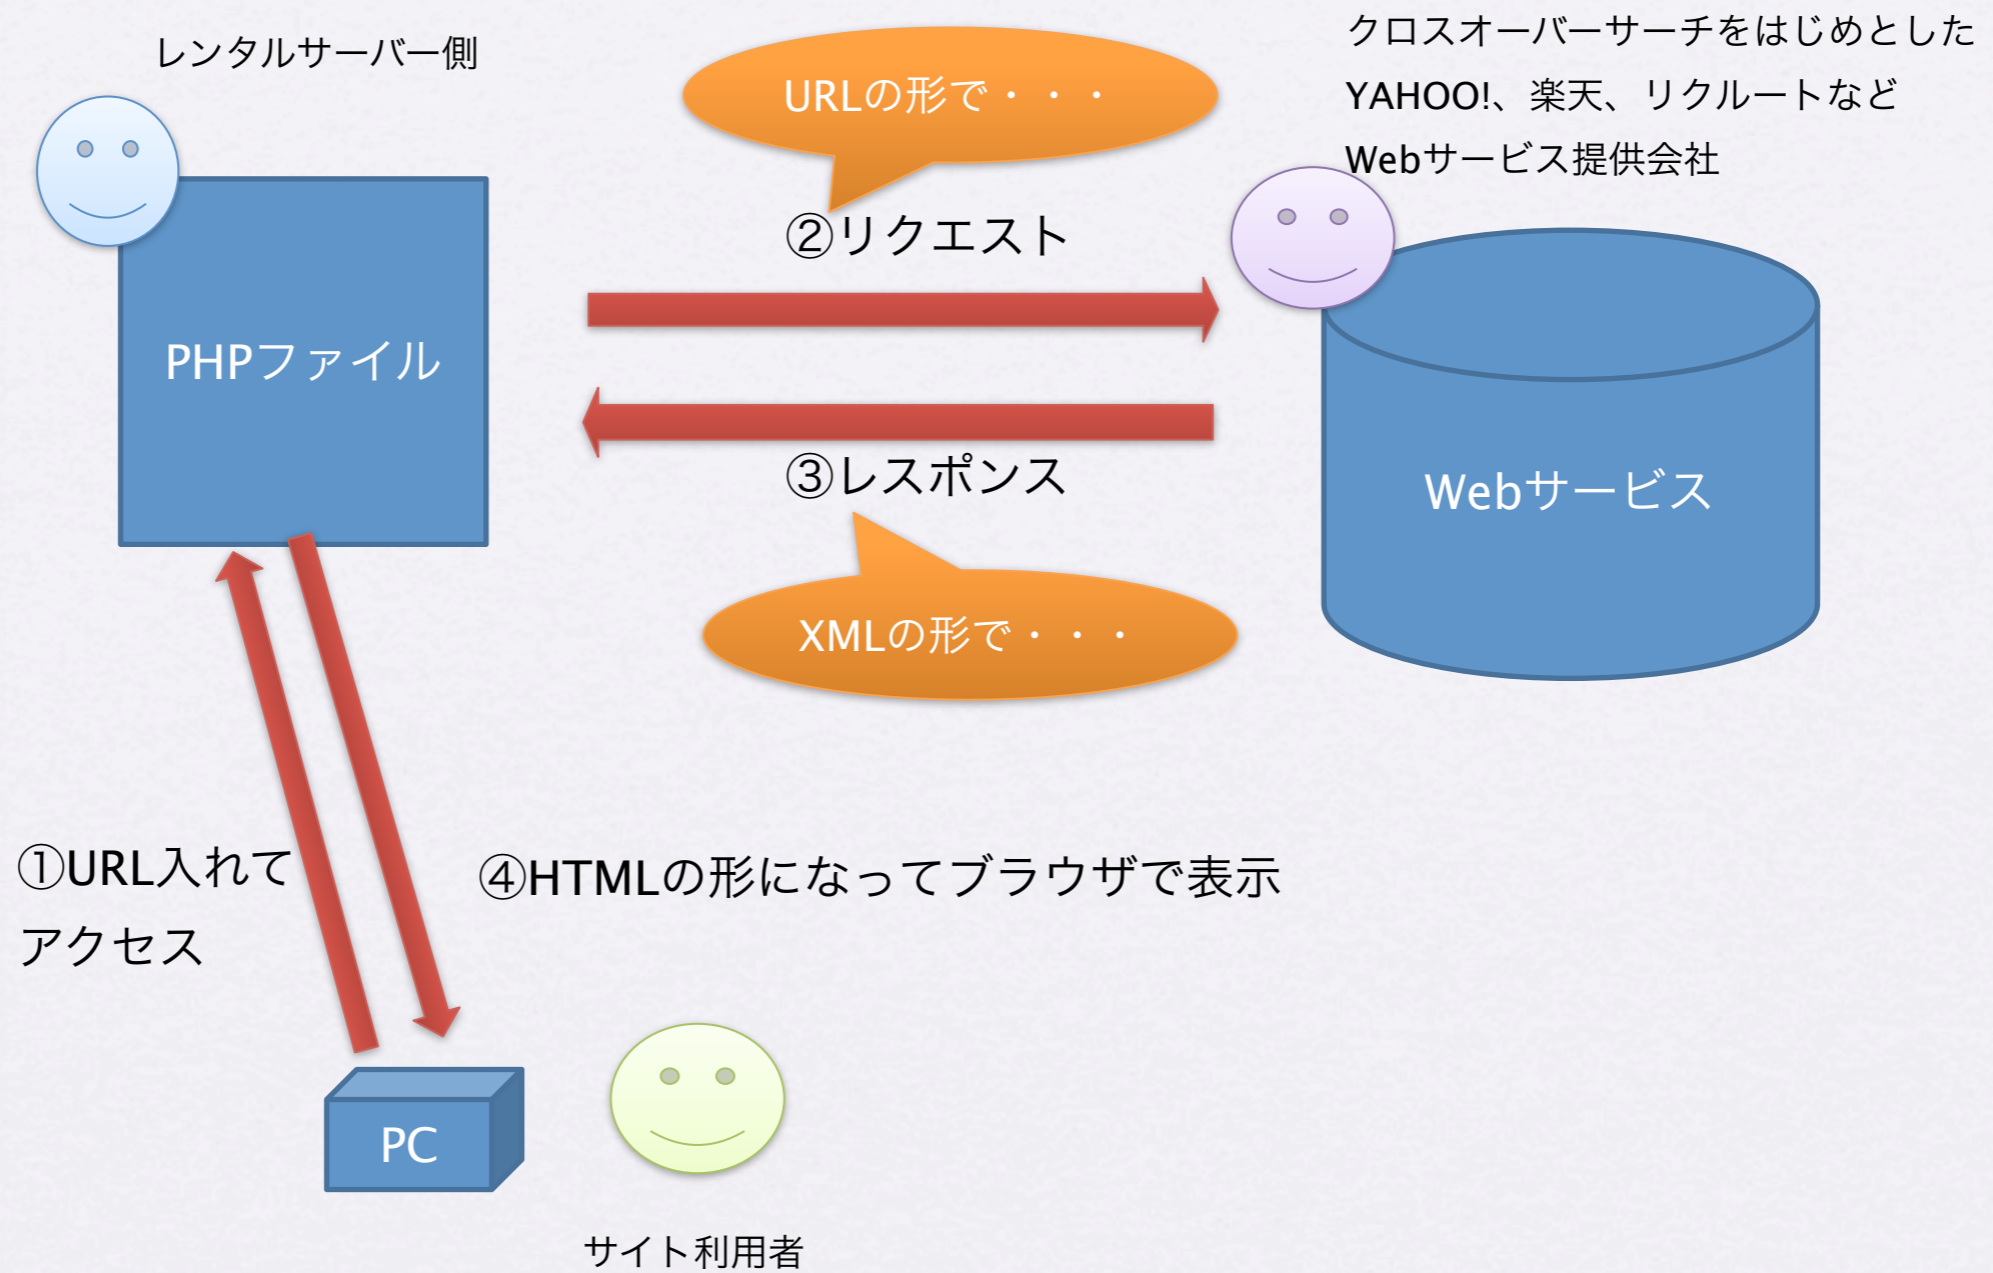 レンタルサーバー側
URLの形で・・・
クロスオーバーサーチをはじめとした
YAHOO!、楽天、リクルートなど
Webサービス提供会社
②リクエスト
PHPファイル
③レスポンス
Webサービス
XMLの形で・・・
①URL入れて
アクセス
④HTMLの形になってブラウザで表示
PC
サイト利用者